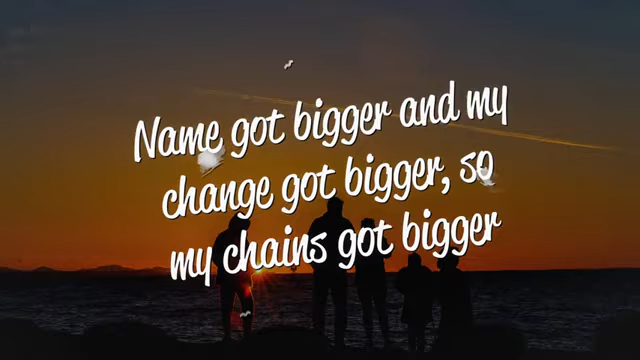 Name got bigger and my
change got bigger, so
my chains got bigger